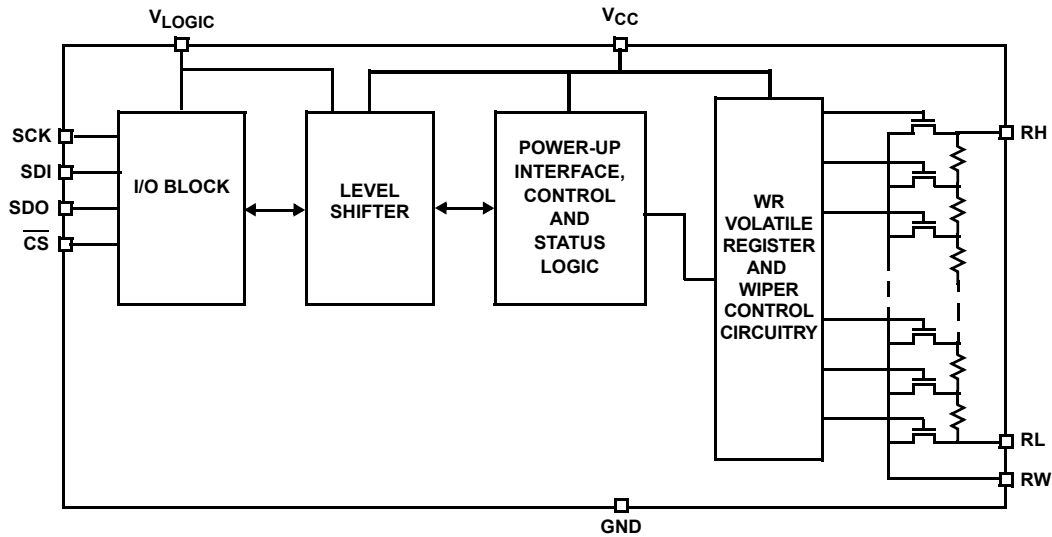 VLOGIC
VCC
SCK
SDI
SDO
CS
I/O BLOCK
LEVEL
SHIFTER
POWER-UP
INTERFACE,
CONTROL
AND
STATUS
LOGIC
WR
VOLATILE
REGISTER
AND
WIPER
CONTROL
CIRCUITRY
RH
RL
RW
GND